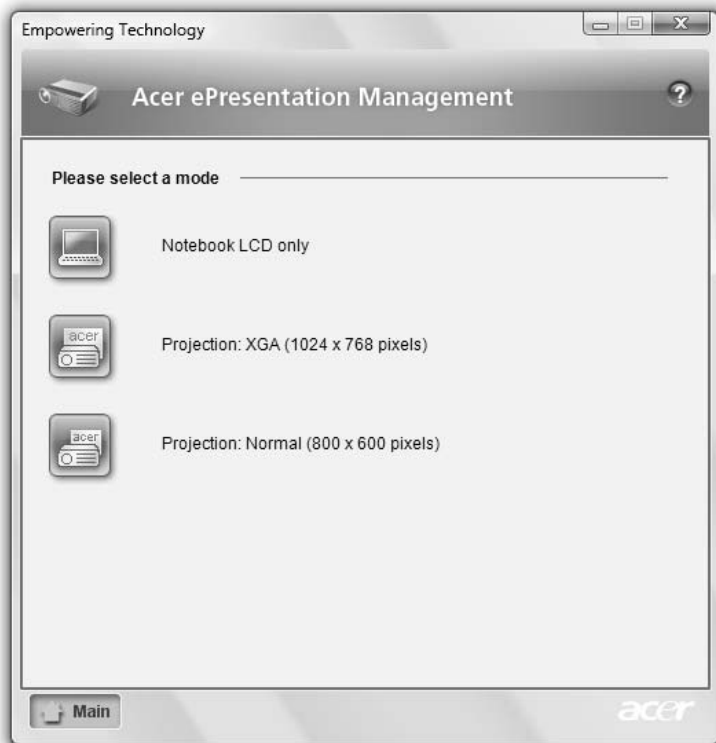 Empowering Technology
Acer ePresentation Management
?
Please select a mode
Notebook LCD only
acer
Projection: XGA (1024 x 768 pixels)
acer
Projection: Normal (800 x 600 pixels)
Main
acer